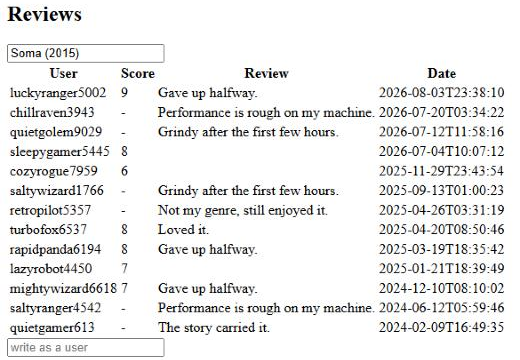 Reviews
Soma (2015)
User Score Review Date
luckyranger5002 9 Gave up halfway. 2026-08-03T23:38:10
chillraven3943 - Performance is rough on my machine. 2026-07-20T03:34:22
quietgolem9029 - Grindy after the first few hours. 2026-07-12T11:58:16
sleepygamer5445 8 2026-07-04T10:07:12
cozyrogue7959 6 2025-11-29T23:43:54
saltywizard1766 - Grindy after the first few hours. 2025-09-13T01:00:23
retropilot5357 - Not my genre, still enjoyed it. 2025-04-26T03:31:19
turbofox6537 8 Loved it. 2025-04-20T08:50:46
rapidpanda6194 8 Gave up halfway. 2025-03-19T18:35:42
lazyrobot4450 7 2025-01-21T18:39:49
mightywizard6618 7 Gave up halfway. 2024-12-10T08:10:02
saltyranger4542 - Performance is rough on my machine. 2024-06-12T05:59:46
quietgamer613 - The story carried it. 2024-02-09T16:49:35
write as a user